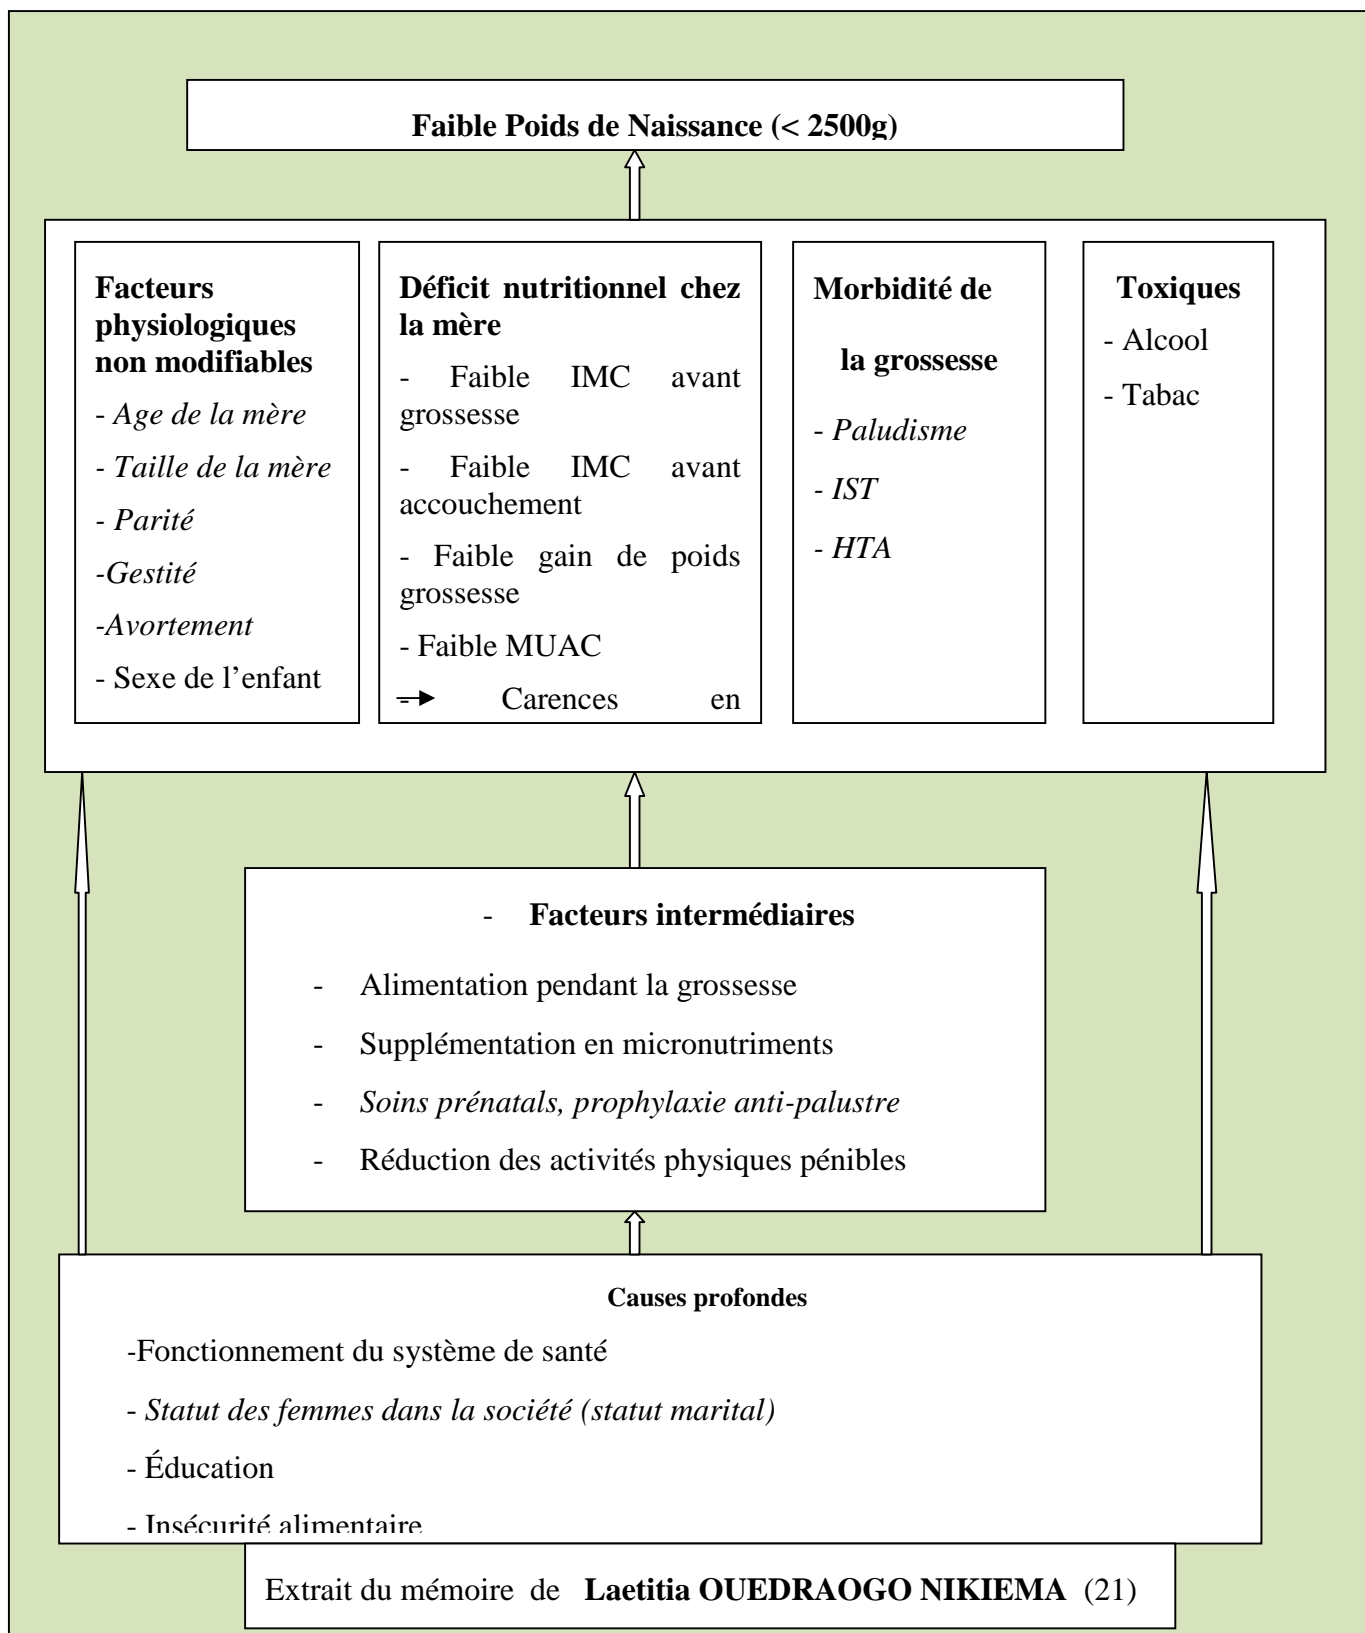 Faible Poids de Naissance (< 2500g)
Facteurs
physiologiques
non modifiables
- Age de la mère
- Taille de la mère
- Parité
-Gestité
-Avortement
- Sexe de l’enfant
Déficit nutritionnel chez
la mère
- Faible IMC avant
grossesse
- Faible IMC avant
accouchement
- Faible gain de poids
grossesse
- Faible MUAC
- Carences en
Morbidité de
la grossesse
- Paludisme
- IST
- HTA
Toxiques
- Alcool
- Tabac
- Facteurs intermédiaires
- Alimentation pendant la grossesse
- Supplémentation en micronutriments
- Soins prénatals, prophylaxie anti-palustre
- Réduction des activités physiques pénibles
Causes profondes
-Fonctionnement du système de santé
- Statut des femmes dans la société (statut marital)
- Éducation
- Insécurité alimentaire
Extrait du mémoire de Laetitia OUEDRAOGO NIKIEMA (21)